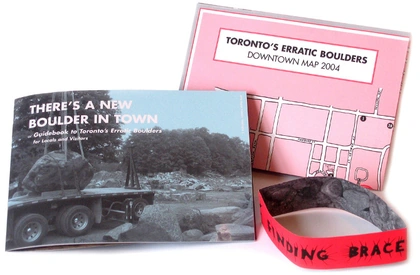 TORONTO'S ERRATIC BOULDERS
DOWNTOWN MAP 2004
THERE'S A NEW
BOULDER IN TOWN
Guidebook to Toronto's Erratic Boulders
for Locals and Visitors
FINDING BRACE